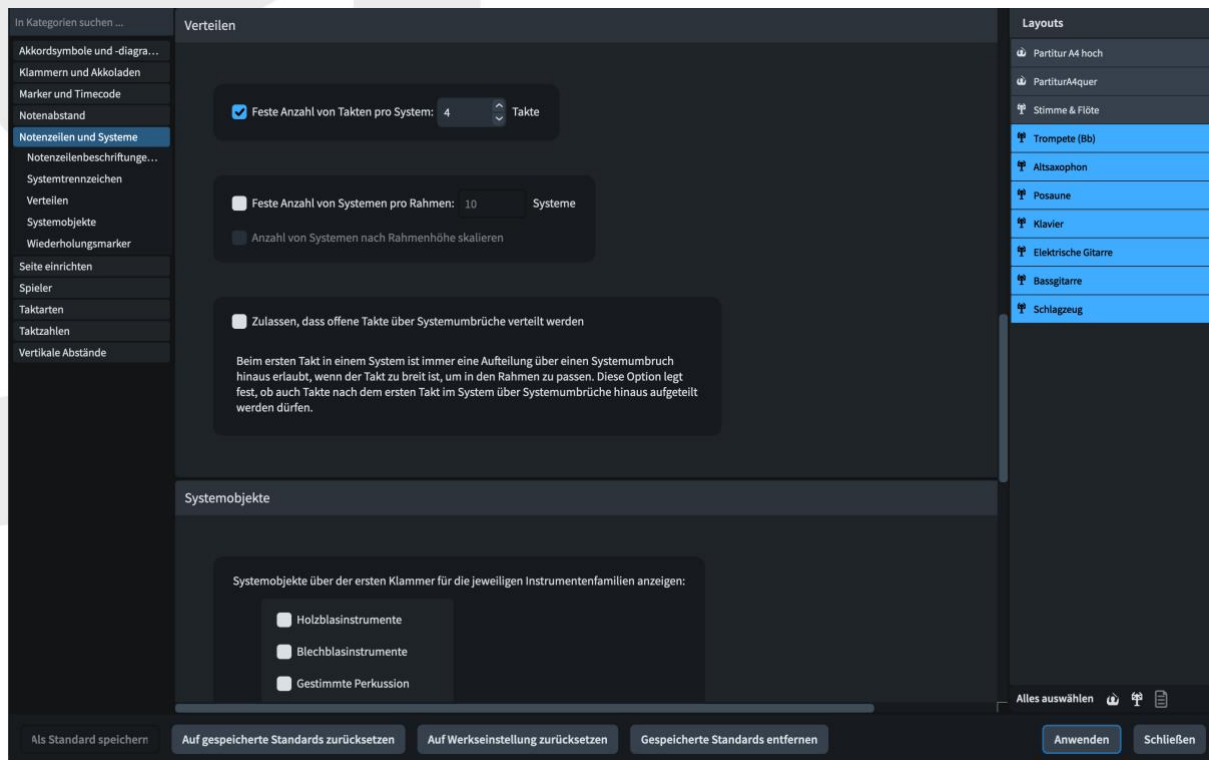 In Kategorien suchen ...
Akkordsymbole und -diagra...
Klammern und Akkoladen
Marker und Timecode
Notenabstand
Notenzeilen und Systeme
Notenzeilenbeschriftunge...
Systemtrennzeichen
Verteilen
Systemobjekte
Wiederholungsmarker
Seite einrichten
Spieler
Taktarten
Taktzahlen
Vertikale Abstände
Verteilen
Feste Anzahl von Takten pro System: 4 Takte
Feste Anzahl von Systemen pro Rahmen: 10 Systeme
Anzahl von Systemen nach Rahmenhöhe skalieren
Zulassen, dass offene Takte über Systemumbrüche verteilt werden
Beim ersten Takt in einem System ist immer eine Aufteilung über einen Systemumbruch
hinaus erlaubt, wenn der Takt zu breit ist, um in den Rahmen zu passen. Diese Option legt
fest, ob auch Takte nach dem ersten Takt im System über Systemumbrüche hinaus aufgeteilt
werden dürfen.
Systemobjekte
Systemobjekte über der ersten Klammer für die jeweiligen Instrumentenfamilien anzeigen:
Holzblasinstrumente
Blechblasinstrumente
Gestimmte Perkussion
Layouts
Partitur A4 hoch
PartiturA4quer
Stimme & Flöte
Trompete (Bb)
Altsaxophon
Posaune
Klavier
Elektrische Gitarre
Bassgitarre
Schlagzeug
Alles auswählen
Als Standard speichern
Auf gespeicherte Standards zurücksetzen
Auf Werkseinstellung zurücksetzen
Gespeicherte Standards entfernen
Anwenden
Schließen